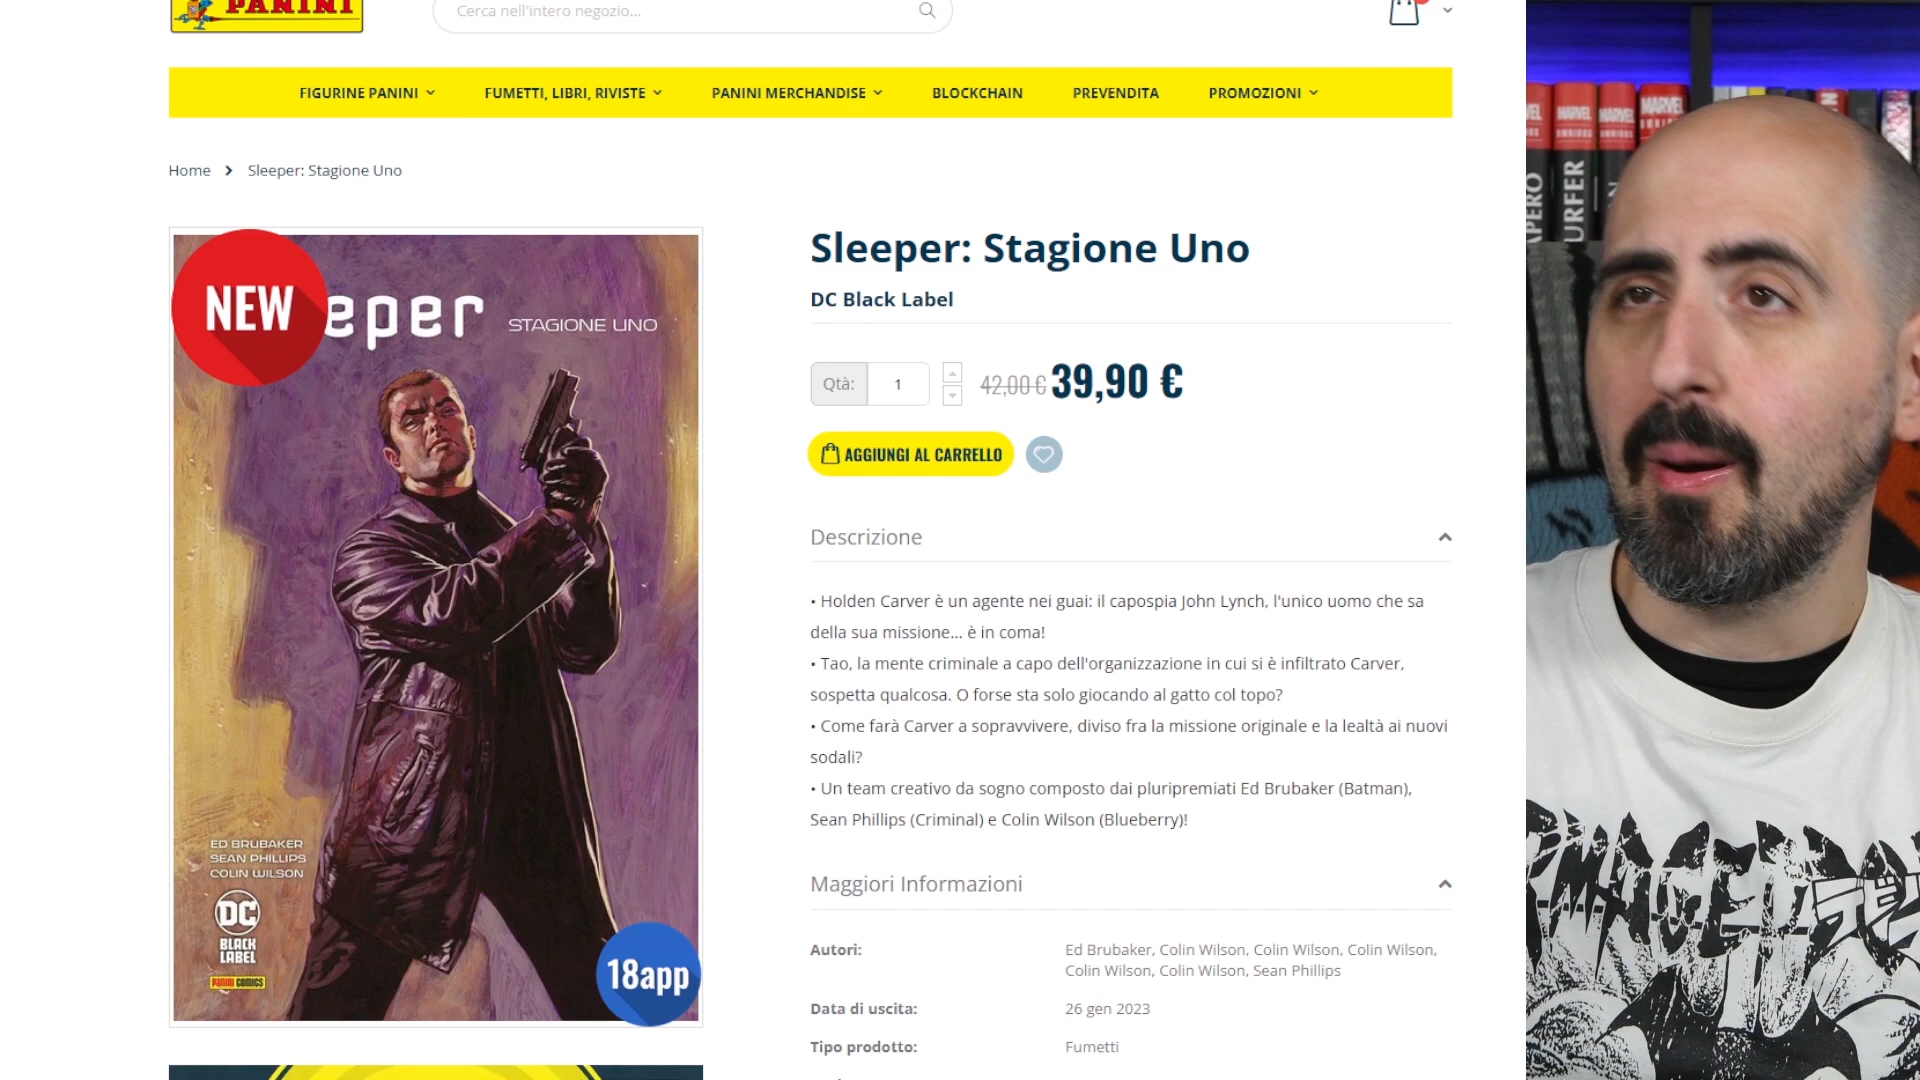 PANINI
Cerca nell'intero negozio...
FIGURINE PANINI
FUMETTI, LIBRI, RIVISTE
PANINI MERCHANDISE
BLOCKCHAIN
PREVENDITA
PROMOZIONI
Home
Sleeper: Stagione Uno
NEW
eper
STAGIONE UNO
ED BRUBAKER
SEAN PHILLIPS
COLIN WILSON
DC
BLACK
LABEL
PANINI COMICS
18app
Sleeper: Stagione Uno
DC Black Label
Qtà:
1
42,00 € 39,90 €
AGGIUNGI AL CARRELLO
Descrizione
• Holden Carver è un agente nei guai: il capospia John Lynch, l'unico uomo che sa
della sua missione... è in coma!
• Tao, la mente criminale a capo dell'organizzazione in cui si è infiltrato Carver,
sospetta qualcosa. O forse sta solo giocando al gatto col topo?
• Come farà Carver a sopravvivere, diviso fra la missione originale e la lealtà ai nuovi
sodali?
• Un team creativo da sogno composto dai pluripremiati Ed Brubaker (Batman),
Sean Phillips (Criminal) e Colin Wilson (Blueberry)!
Maggiori Informazioni
Autori:
Ed Brubaker, Colin Wilson, Colin Wilson, Colin Wilson,
Colin Wilson, Colin Wilson, Sean Phillips
Data di uscita:
26 gen 2023
Tipo prodotto:
Fumetti
MARVEL
OMNIBUS
MARVEL
OMNIBUS
MARVEL
URFER